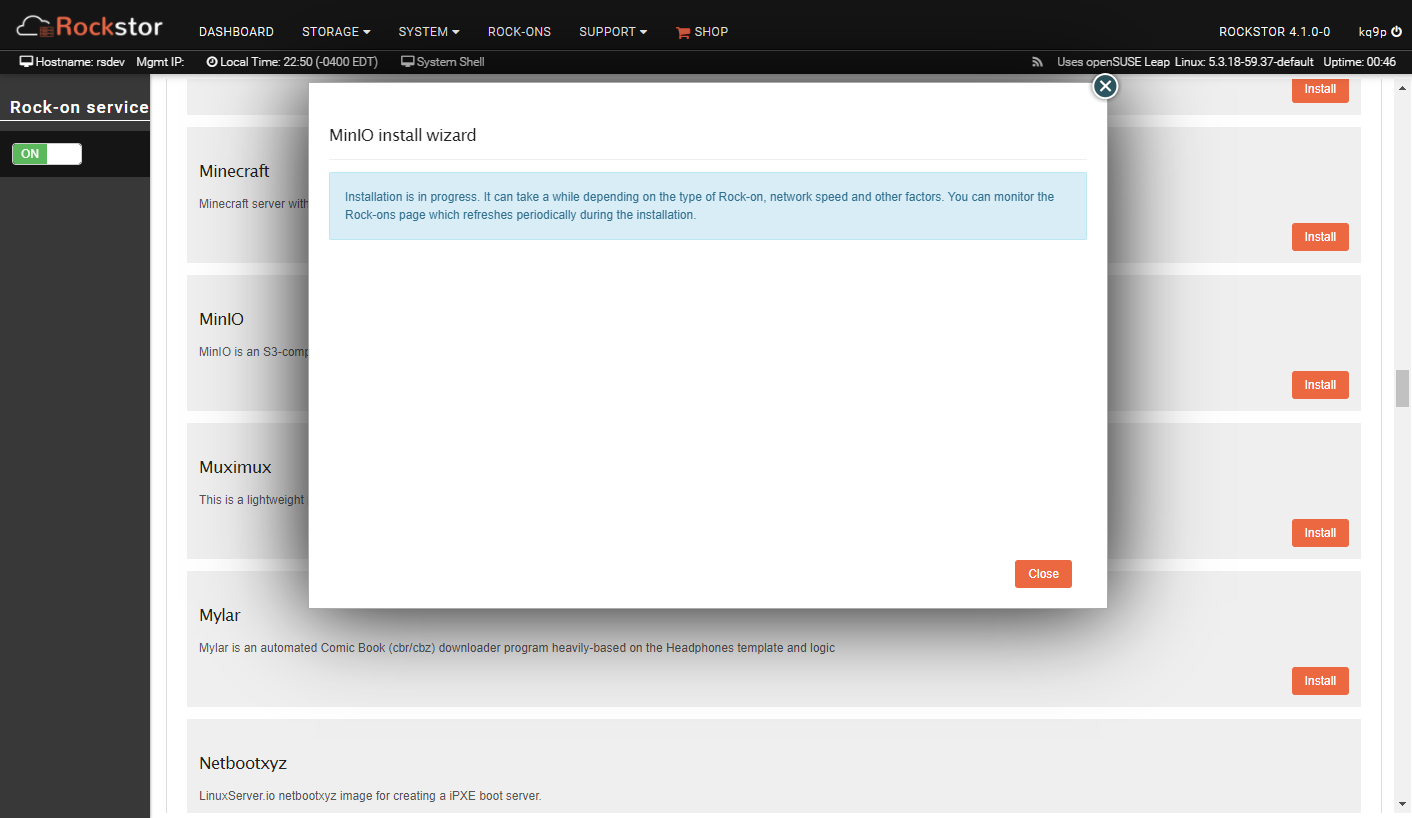 Rockstor
DASHBOARD STORAGE SYSTEM ROCK-ONS SUPPORT SHOP ROCKSTOR 4.1.0-0 kq9p
Hostname: rsdev Mgmt IP: Local Time: 22:50 (-0400 EDT) System Shell Uses openSUSE Leap Linux: 5.3.18-59.37-default Uptime: 00:46
Rock-on service
ON
Install
MinIO install wizard
Installation is in progress. It can take a while depending on the type of Rock-on, network speed and other factors. You can monitor the
Rock-ons page which refreshes periodically during the installation.
Close
Minecraft
Minecraft server with
Install
MinIO
MinIO is an S3-comp
Install
Muximux
This is a lightweight
Install
Mylar
Mylar is an automated Comic Book (cbr/cbz) downloader program heavily-based on the Headphones template and logic
Install
Netbootxyz
LinuxServer.io netbootxyz image for creating a iPXE boot server.